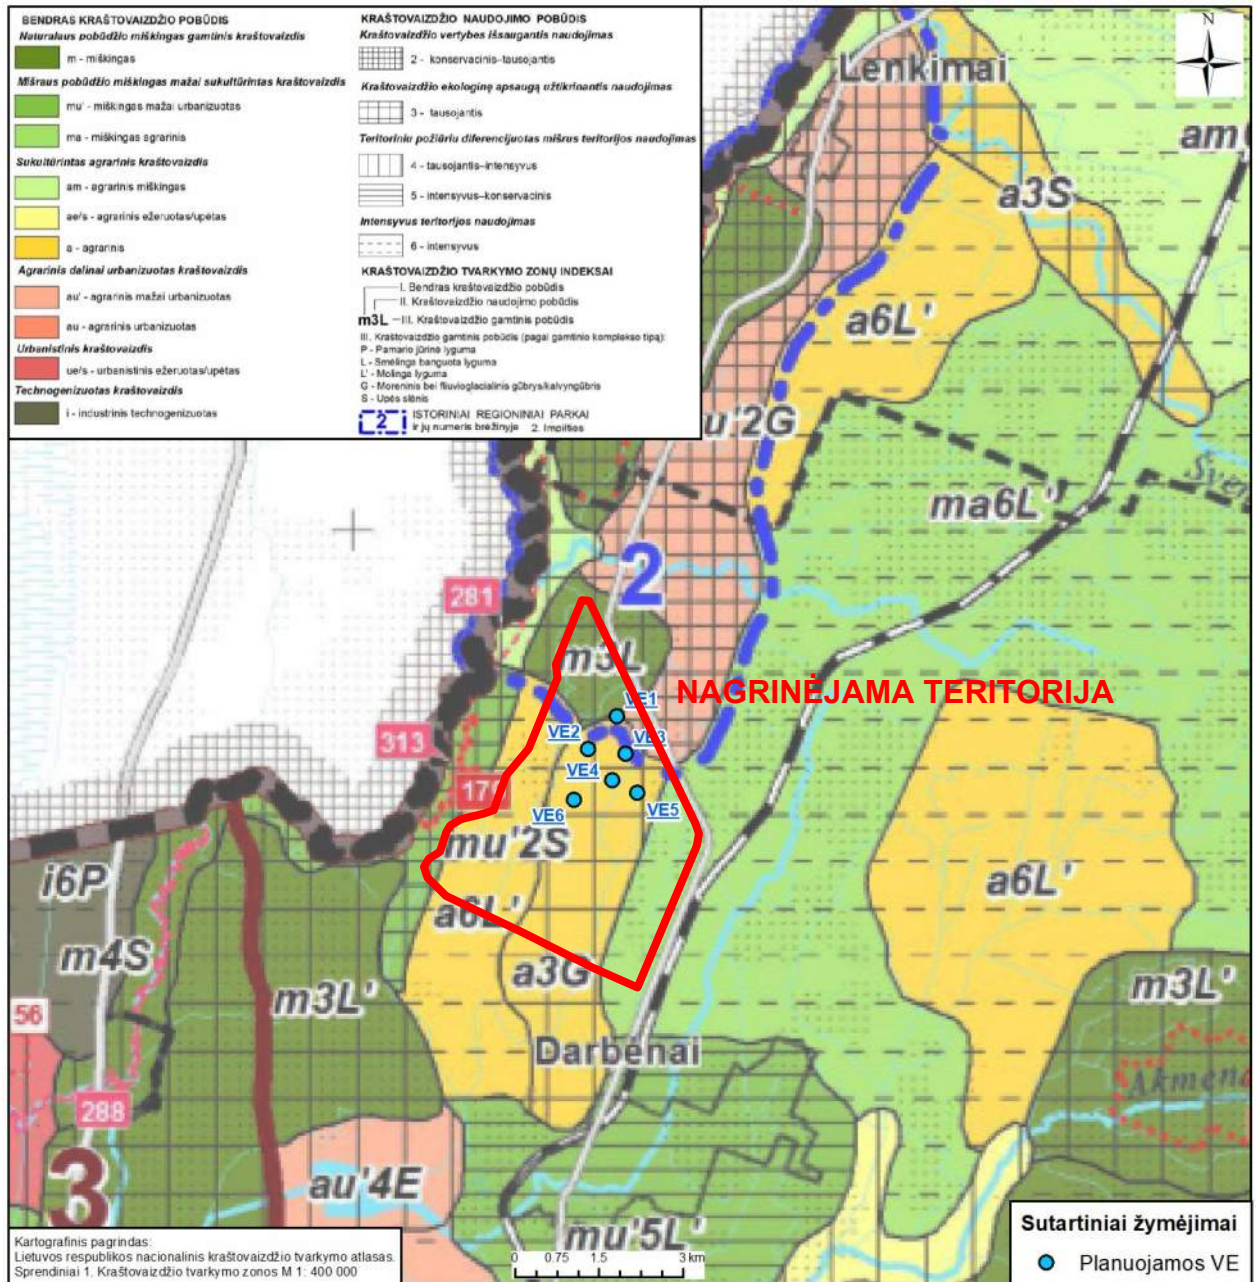 BENDRAS KRAŠTOVAIZDŽIO POBŪDIS
Natūralaus pobūdžio miškingas gamtinis kraštovaizdis
m - miškingas
Mišraus pobūdžio miškingas mažai sukultūrintas kraštovaizdis
mu' - miškingas mažai urbanizuotas
ma - miškingas agrarinis
Sukultūrintas agrarinis kraštovaizdis
am - agrarinis miškingas
ae/s - agrarinis ežeruotas/upėtas
a - agrarinis
Agrarinis dalinai urbanizuotas kraštovaizdis
au' - agrarinis mažai urbanizuotas
au - agrarinis urbanizuotas
Urbanistinis kraštovaizdis
ue/s - urbanistinis ežeruotas/upėtas
Technogenizuotas kraštovaizdis
i - industrinis technogenizuotas
KRAŠTOVAIZDŽIO NAUDOJIMO POBŪDIS
Kraštovaizdžio vertybes išsaugantis naudojimas
2 - konservacinis-tausojantis
Kraštovaizdžio ekologinę apsaugą užtikrinantis naudojimas
3 - tausojantis
Teritoriniu požiūriu diferencijuotas mišrus teritorijos naudojimas
4 - tausojantis–intensyvus
5 - intensyvus–konservacinis
Intensyvus teritorijos naudojimas
6 - intensyvus
KRAŠTOVAIZDŽIO TVARKYMO ZONŲ INDEKSAI
I. Bendras kraštovaizdžio pobūdis
II. Kraštovaizdžio naudojimo pobūdis
m3L – III. Kraštovaizdžio gamtinis pobūdis
III. Kraštovaizdžio gamtinis pobūdis (pagal gamtinio komplekso tipą):
P - Pamario jūrinė lyguma
L - Smėlinga banguota lyguma
L' - Molinga lyguma
G - Moreninis bei fliuvioglacialinis gūbrys/kalvyngūbris
S - Upės slėnis
2 ISTORINIAI REGIONINIAI PARKAI
ir jų numeris brėžinyje 2. Impilties
N
Lenkimai
am
a3S
a6L'
u'2G
Šven
ma6L'
2
281
m3L
NAGRINĖJAMA TERITORIJA
VE1
VE2
VE3
313
VE4
17
VE6
VE5
mu'2S
i6P
a6L'
a6L'
m4S
a3G
m3L'
m3L'
56
Darbėnai
Akmena
288
3
au'4E
mu'5L'
Kartografinis pagrindas:
Lietuvos respublikos nacionalinis kraštovaizdžio tvarkymo atlasas.
Sprendiniai 1. Kraštovaizdžio tvarkymo zonos M 1: 400 000
0 0.75 1.5 3 km
Sutartiniai žymėjimai
Planuojamos VE